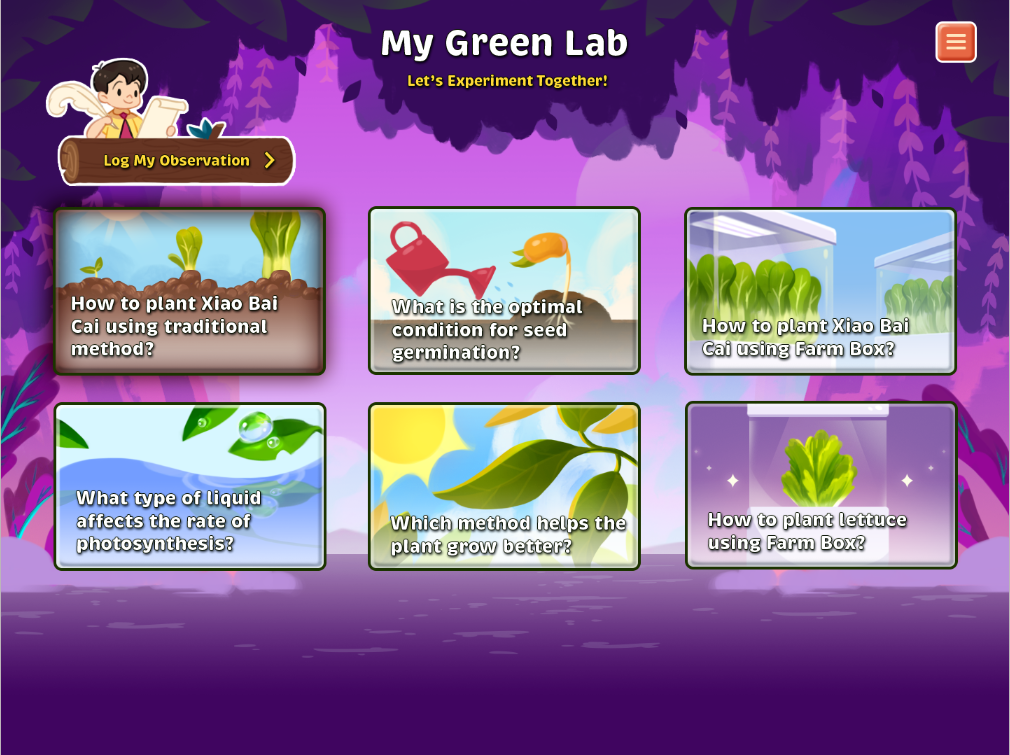 My Green Lab
Let's Experiment Together!
Log My Observation
How to plant Xiao Bai
Cai using traditional
method?
What is the optimal
condition for seed
germination?
How to plant Xiao Bai
Cai using Farm Box?
What type of liquid
affects the rate of
photosynthesis?
Which method helps the
plant grow better?
How to plant lettuce
using Farm Box?